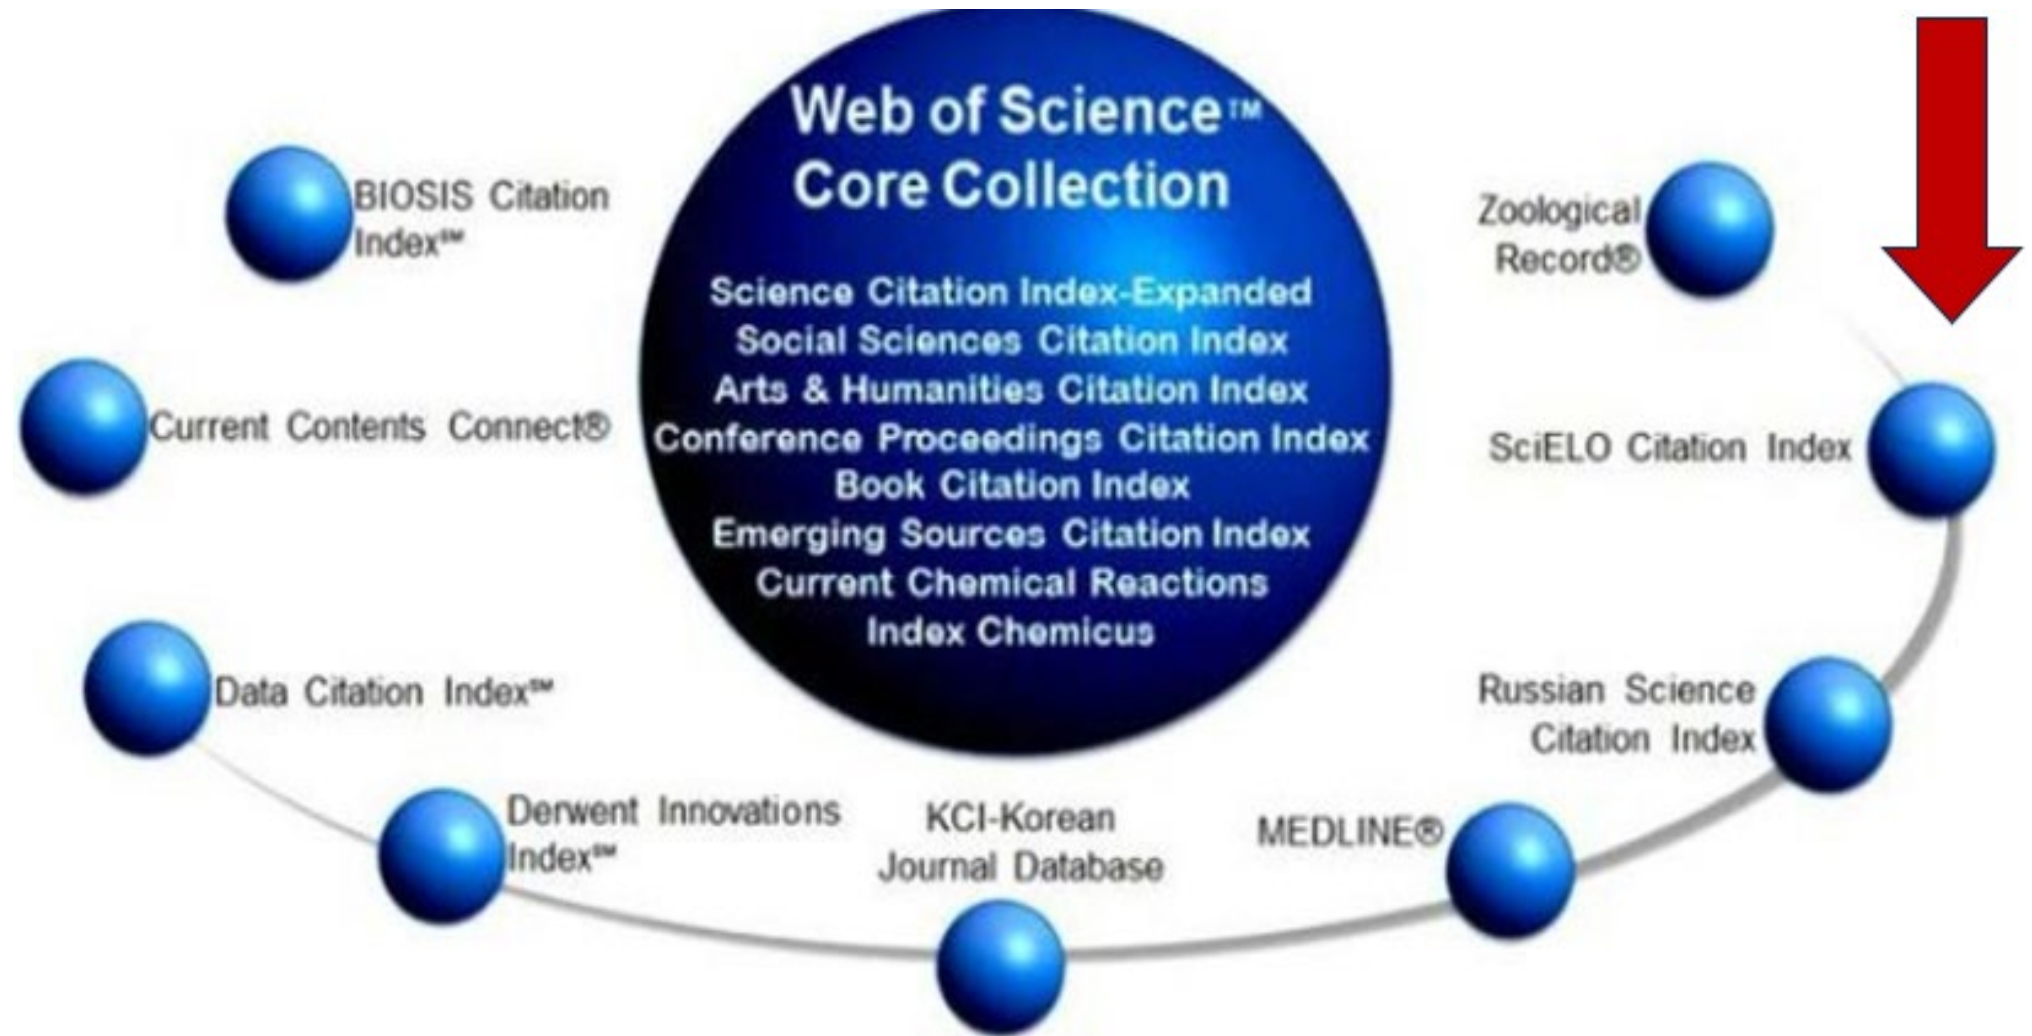 Web of Science™
Core Collection
Science Citation Index-Expanded
Social Sciences Citation Index
Arts & Humanities Citation Index
Conference Proceedings Citation Index
Book Citation Index
Emerging Sources Citation Index
Current Chemical Reactions
Index Chemicus
BIOSIS Citation
Index℠
Current Contents Connect®
Data Citation Index℠
Derwent Innovations
Index℠
KCI-Korean
Journal Database
MEDLINE®
Russian Science
Citation Index
SciELO Citation Index
Zoological
Record®